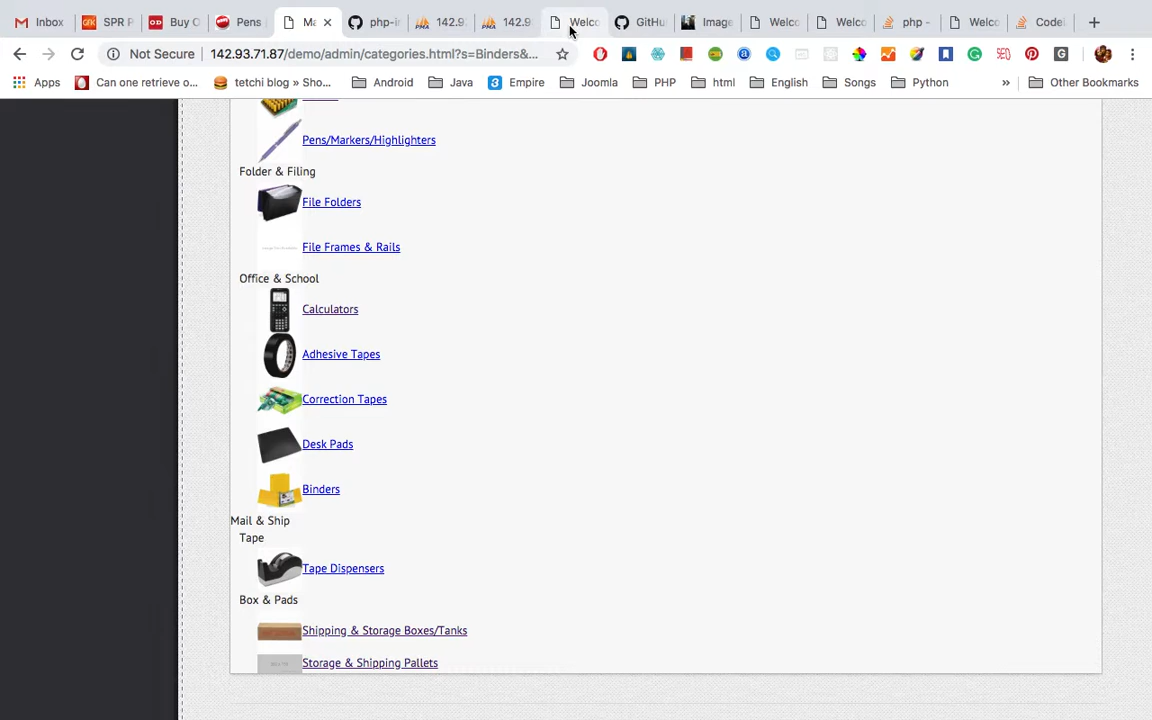 Inbox
SPR P
Buy O
Pens (
Ma
php-i
142.9
142.9
Welco
GitHu
Image
Welco
Welco
php -
Welco
Codei
Not Secure
142.93.71.87/demo/admin/categories.html?s=Binders&...
Apps
Can one retrieve o...
tetchi blog » Sho...
Android
Java
Empire
Joomla
PHP
html
English
Songs
Python
»
Other Bookmarks
Pens/Markers/Highlighters
Folder & Filing
File Folders
File Frames & Rails
Office & School
Calculators
Adhesive Tapes
Correction Tapes
Desk Pads
Binders
Mail & Ship
Tape
Tape Dispensers
Box & Pads
Shipping & Storage Boxes/Tanks
Storage & Shipping Pallets